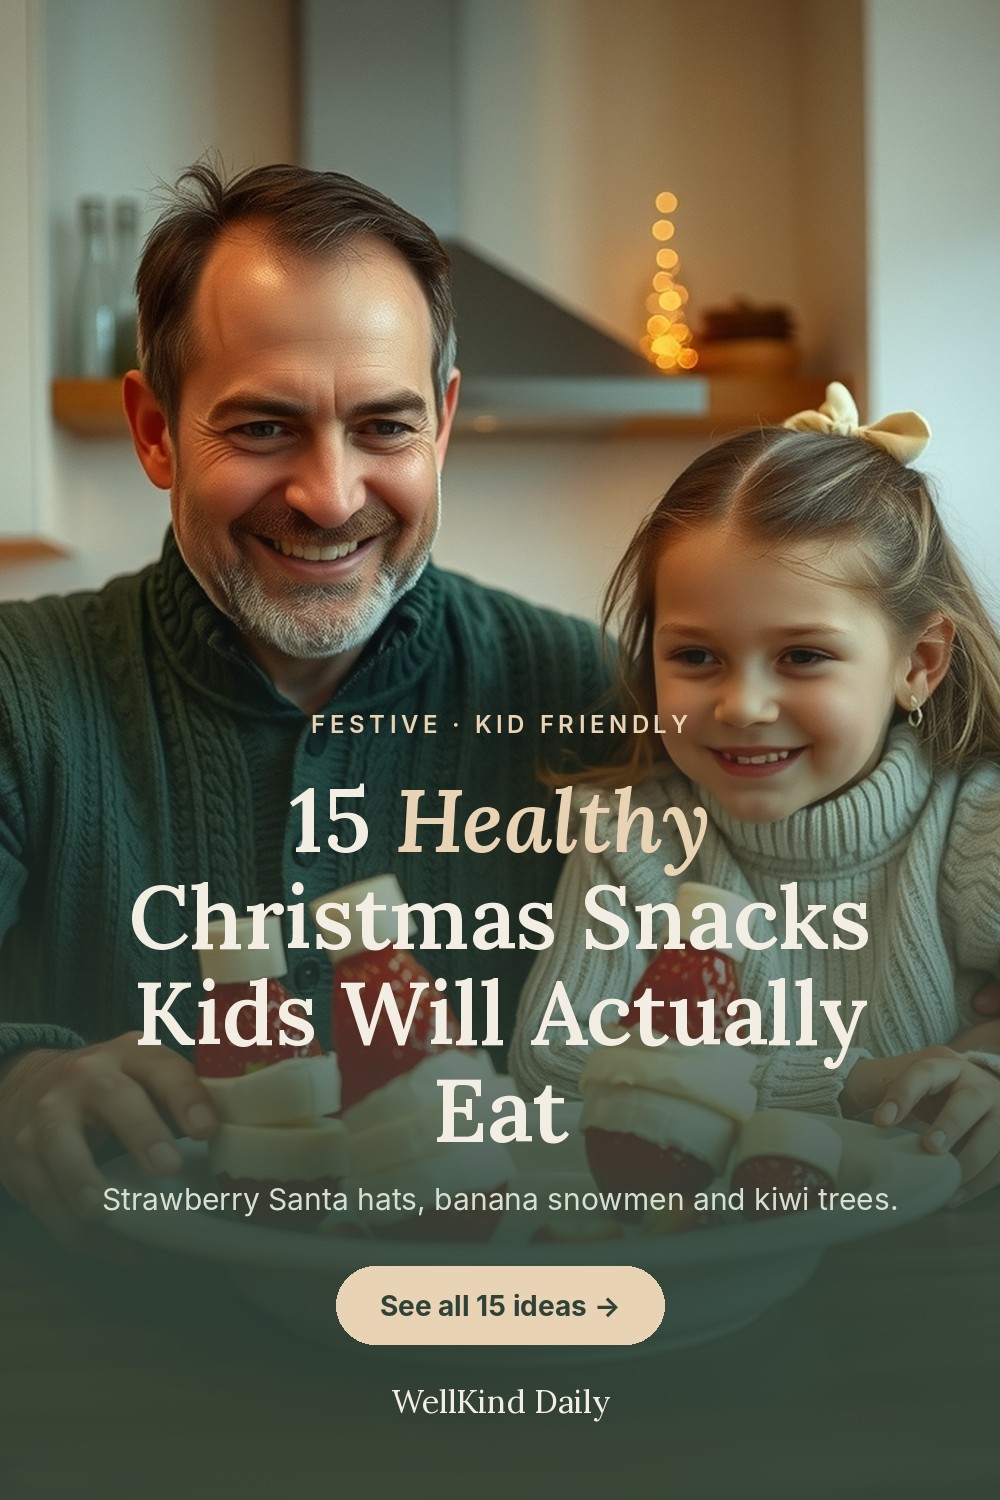 FESTIVE · KID FRIENDLY
15 Healthy
Christmas Snacks
Kids Will Actually
Eat
Strawberry Santa hats, banana snowmen and kiwi trees.
See all 15 ideas →
WellKind Daily